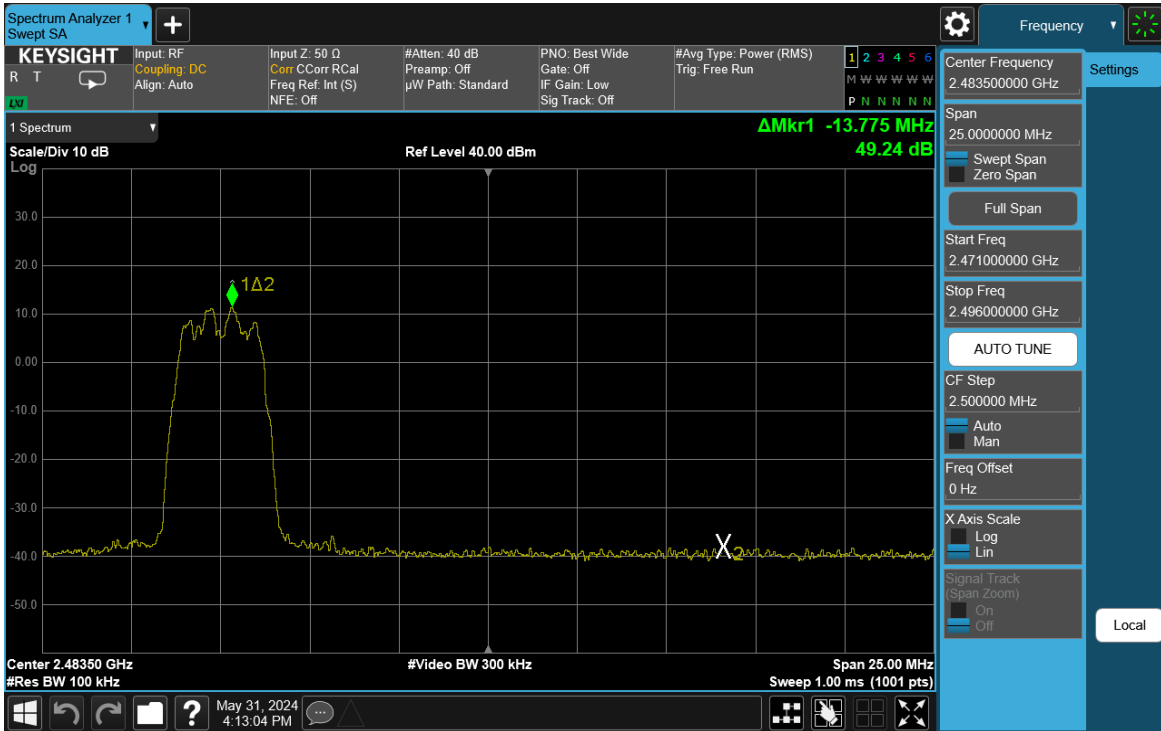 Spectrum Analyzer 1
Swept SA
Frequency
KEYSIGHT
R T
LXI
Input: RF
Coupling: DC
Align: Auto
Input Z: 50 Ω
Corr CCorr RCal
Freq Ref: Int (S)
NFE: Off
#Atten: 40 dB
Preamp: Off
µW Path: Standard
PNO: Best Wide
Gate: Off
IF Gain: Low
Sig Track: Off
#Avg Type: Power (RMS)
Trig: Free Run
1 2 3 4 5 6
M W W W W W
P N N N N N
1 Spectrum
ΔMkr1 -13.775 MHz
49.24 dB
Scale/Div 10 dB
Ref Level 40.00 dBm
Log
30.0
20.0
10.0
0.00
-10.0
-20.0
-30.0
-40.0
-50.0
1Δ2
X2
Center 2.48350 GHz
#Video BW 300 kHz
Span 25.00 MHz
#Res BW 100 kHz
Sweep 1.00 ms (1001 pts)
May 31, 2024
4:13:04 PM
Center Frequency
2.483500000 GHz
Settings
Span
25.0000000 MHz
Swept Span
Zero Span
Full Span
Start Freq
2.471000000 GHz
Stop Freq
2.496000000 GHz
AUTO TUNE
CF Step
2.500000 MHz
Auto
Man
Freq Offset
0 Hz
X Axis Scale
Log
Lin
Signal Track
(Span Zoom)
On
Off
Local